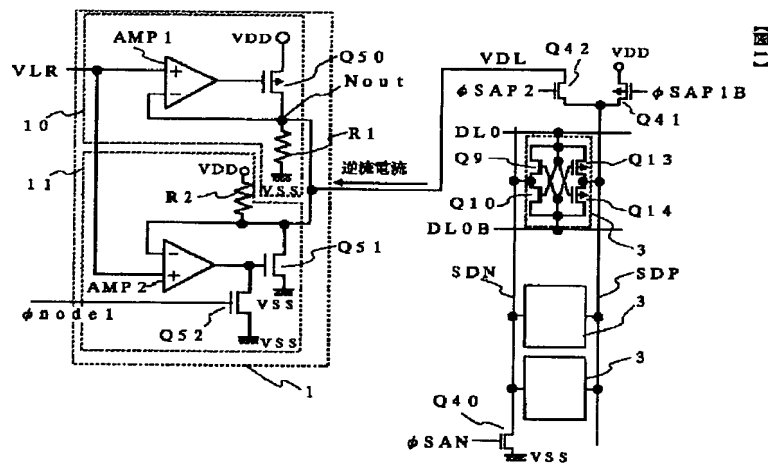 【図1】
AMP1
VDD
Q50
VLR
Nout
10
R1
VSS
11
VDD
R2
逆流電流
Q51
AMP2
VSS
φnode1
Q52
VSS
1
VDL
Q42
VDD
φSAP2
φSAP1B
Q41
DL0
Q9
Q13
Q10
Q14
DL0B
3
SDN
SDP
3
3
Q40
φSAN
VSS
+
−
−
+